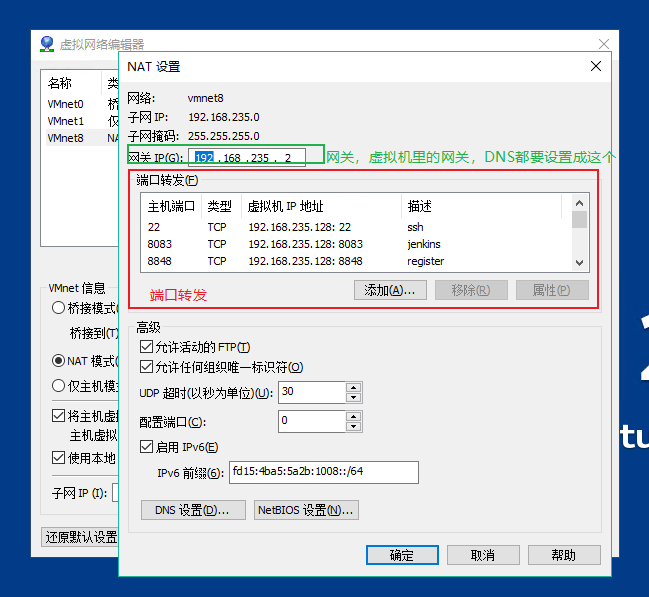 虚拟网络编辑器
NAT 设置
名称
VMnet0
VMnet1
VMnet8
网络: vmnet8
子网 IP: 192.168.235.0
子网掩码: 255.255.255.0
网关 IP(G): 192 . 168 . 235 . 2
网关，虚拟机里的网关，DNS都要设置成这个
端口转发(F)
主机端口 类型 虚拟机 IP 地址 描述
22 TCP 192.168.235.128: 22 ssh
8083 TCP 192.168.235.128: 8083 jenkins
8848 TCP 192.168.235.128: 8848 register
端口转发
添加(A)... 移除(R) 属性(P)
VMnet 信息
桥接模式
桥接到(T)
NAT 模式
仅主机模
将主机虚
主机虚拟
使用本地
子网 IP (I):
还原默认设置
高级
允许活动的 FTP(T)
允许任何组织唯一标识符(O)
UDP 超时(以秒为单位)(U): 30
配置端口(C): 0
启用 IPv6(E)
IPv6 前缀(6): fd15:4ba5:5a2b:1008::/64
DNS 设置(D)... NetBIOS 设置(N)...
确定 取消 帮助
tu